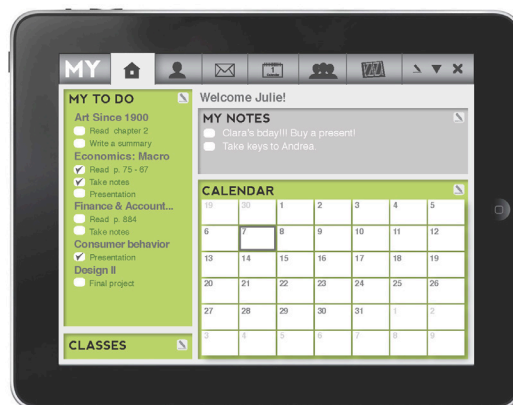 MY
1
MY TO DO
Art Since 1900
Read chapter 2
Write a summary
Economics: Macro
Read p. 75 - 67
Take notes
Presentation
Finance & Account...
Read p. 884
Take notes
Consumer behavior
Presentation
Design II
Final project
CLASSES
Welcome Julie!
MY NOTES
Clara's bday!!! Buy a present!
Take keys to Andrea.
CALENDAR
19 30 1 2 3 4 5
6 7 8 9 10 11 12
13 14 15 16 17 18 19
20 21 22 23 24 25 26
27 28 29 30 31 1 2
3 4 5 6 7 8 9